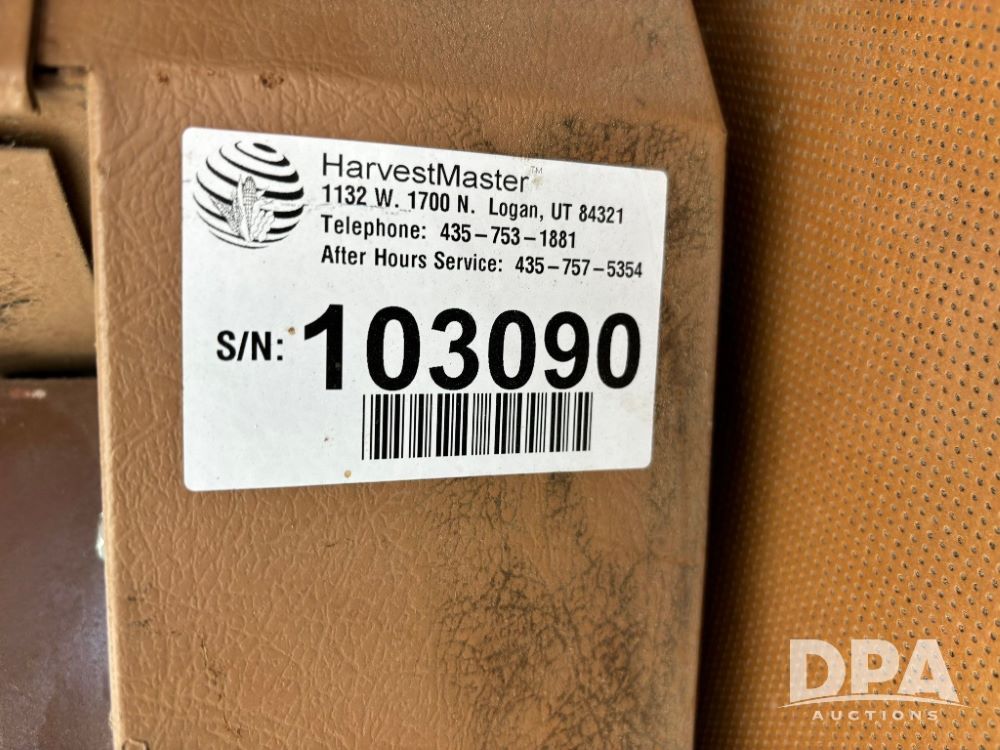 HarvestMaster™
1132 W. 1700 N. Logan, UT 84321
Telephone: 435-753-1881
After Hours Service: 435-757-5354
S/N: 103090
DPA
AUCTIONS